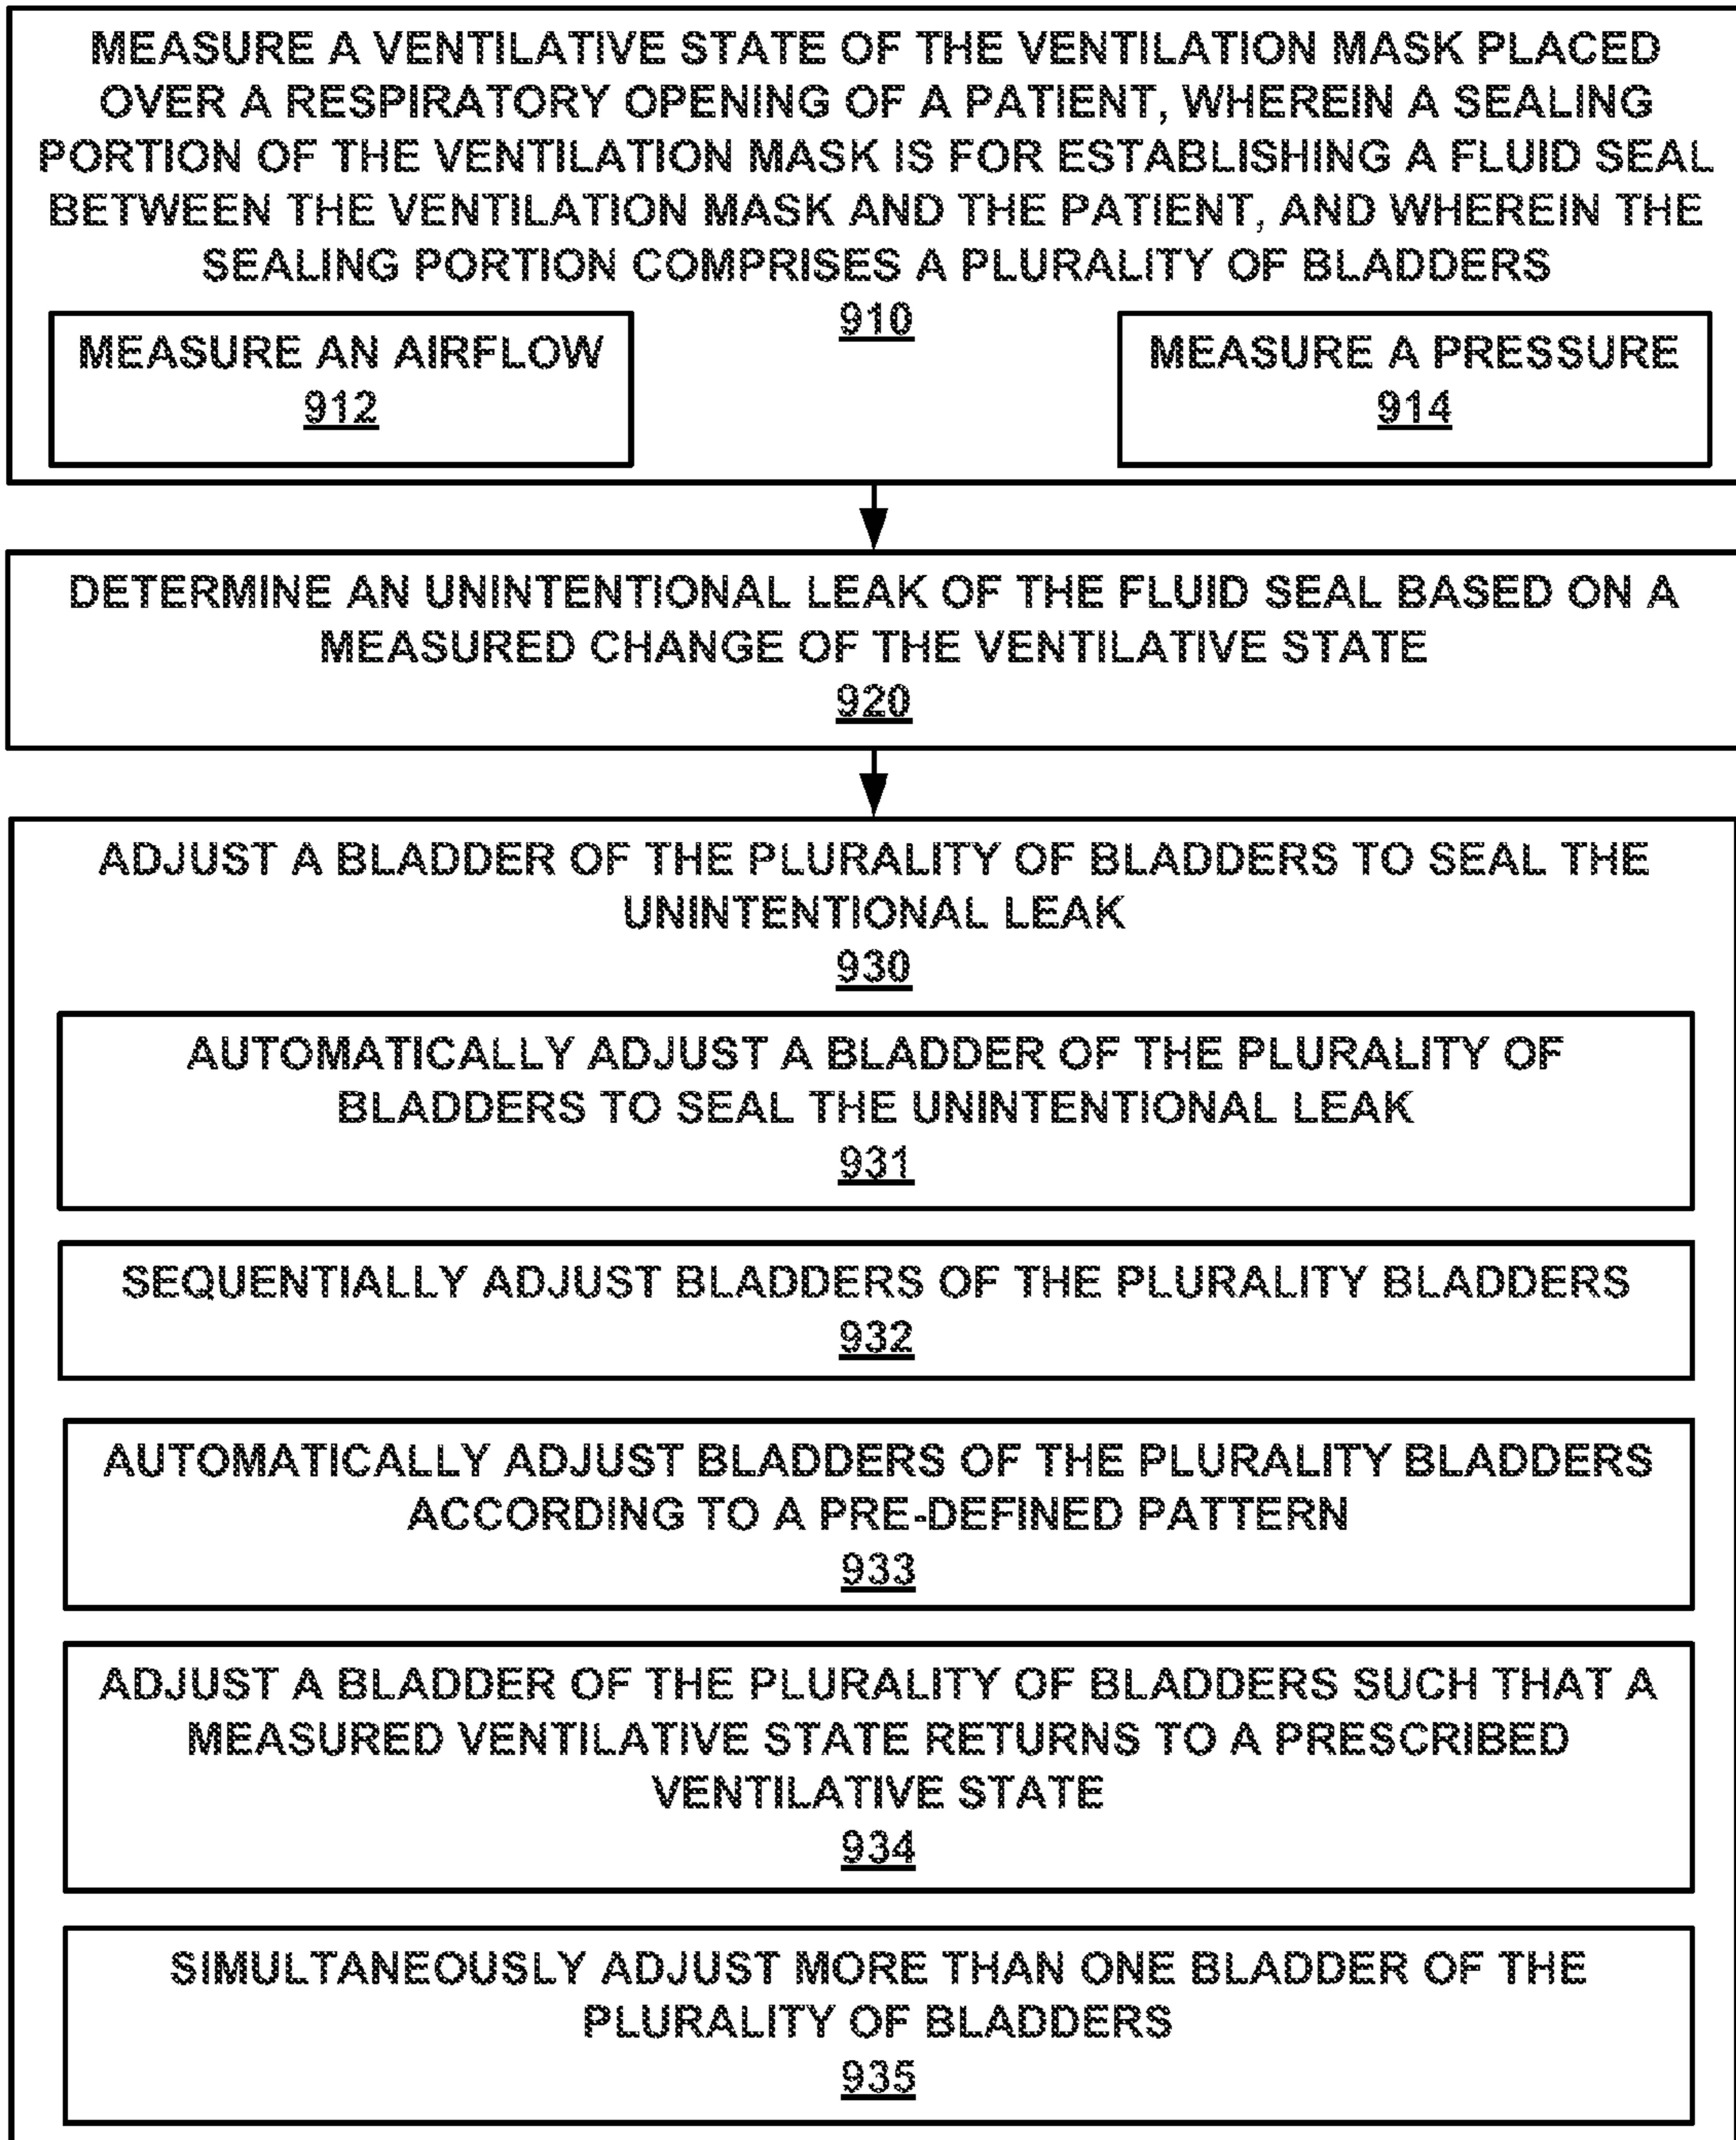 MEASURE A VENTILATIVE STATE OF THE VENTILATION MASK PLACED
OVER A RESPIRATORY OPENING OF A PATIENT, WHEREIN A SEALING
PORTION OF THE VENTILATION MASK IS FOR ESTABLISHING A FLUID SEAL
BETWEEN THE VENTILATION MASK AND THE PATIENT, AND WHEREIN THE
SEALING PORTION COMPRISES A PLURALITY OF BLADDERS
910
MEASURE AN AIRFLOW
912
MEASURE A PRESSURE
914
DETERMINE AN UNINTENTIONAL LEAK OF THE FLUID SEAL BASED ON A
MEASURED CHANGE OF THE VENTILATIVE STATE
920
ADJUST A BLADDER OF THE PLURALITY OF BLADDERS TO SEAL THE
UNINTENTIONAL LEAK
930
AUTOMATICALLY ADJUST A BLADDER OF THE PLURALITY OF
BLADDERS TO SEAL THE UNINTENTIONAL LEAK
931
SEQUENTIALLY ADJUST BLADDERS OF THE PLURALITY BLADDERS
932
AUTOMATICALLY ADJUST BLADDERS OF THE PLURALITY BLADDERS
ACCORDING TO A PRE-DEFINED PATTERN
933
ADJUST A BLADDER OF THE PLURALITY OF BLADDERS SUCH THAT A
MEASURED VENTILATIVE STATE RETURNS TO A PRESCRIBED
VENTILATIVE STATE
934
SIMULTANEOUSLY ADJUST MORE THAN ONE BLADDER OF THE
PLURALITY OF BLADDERS
935